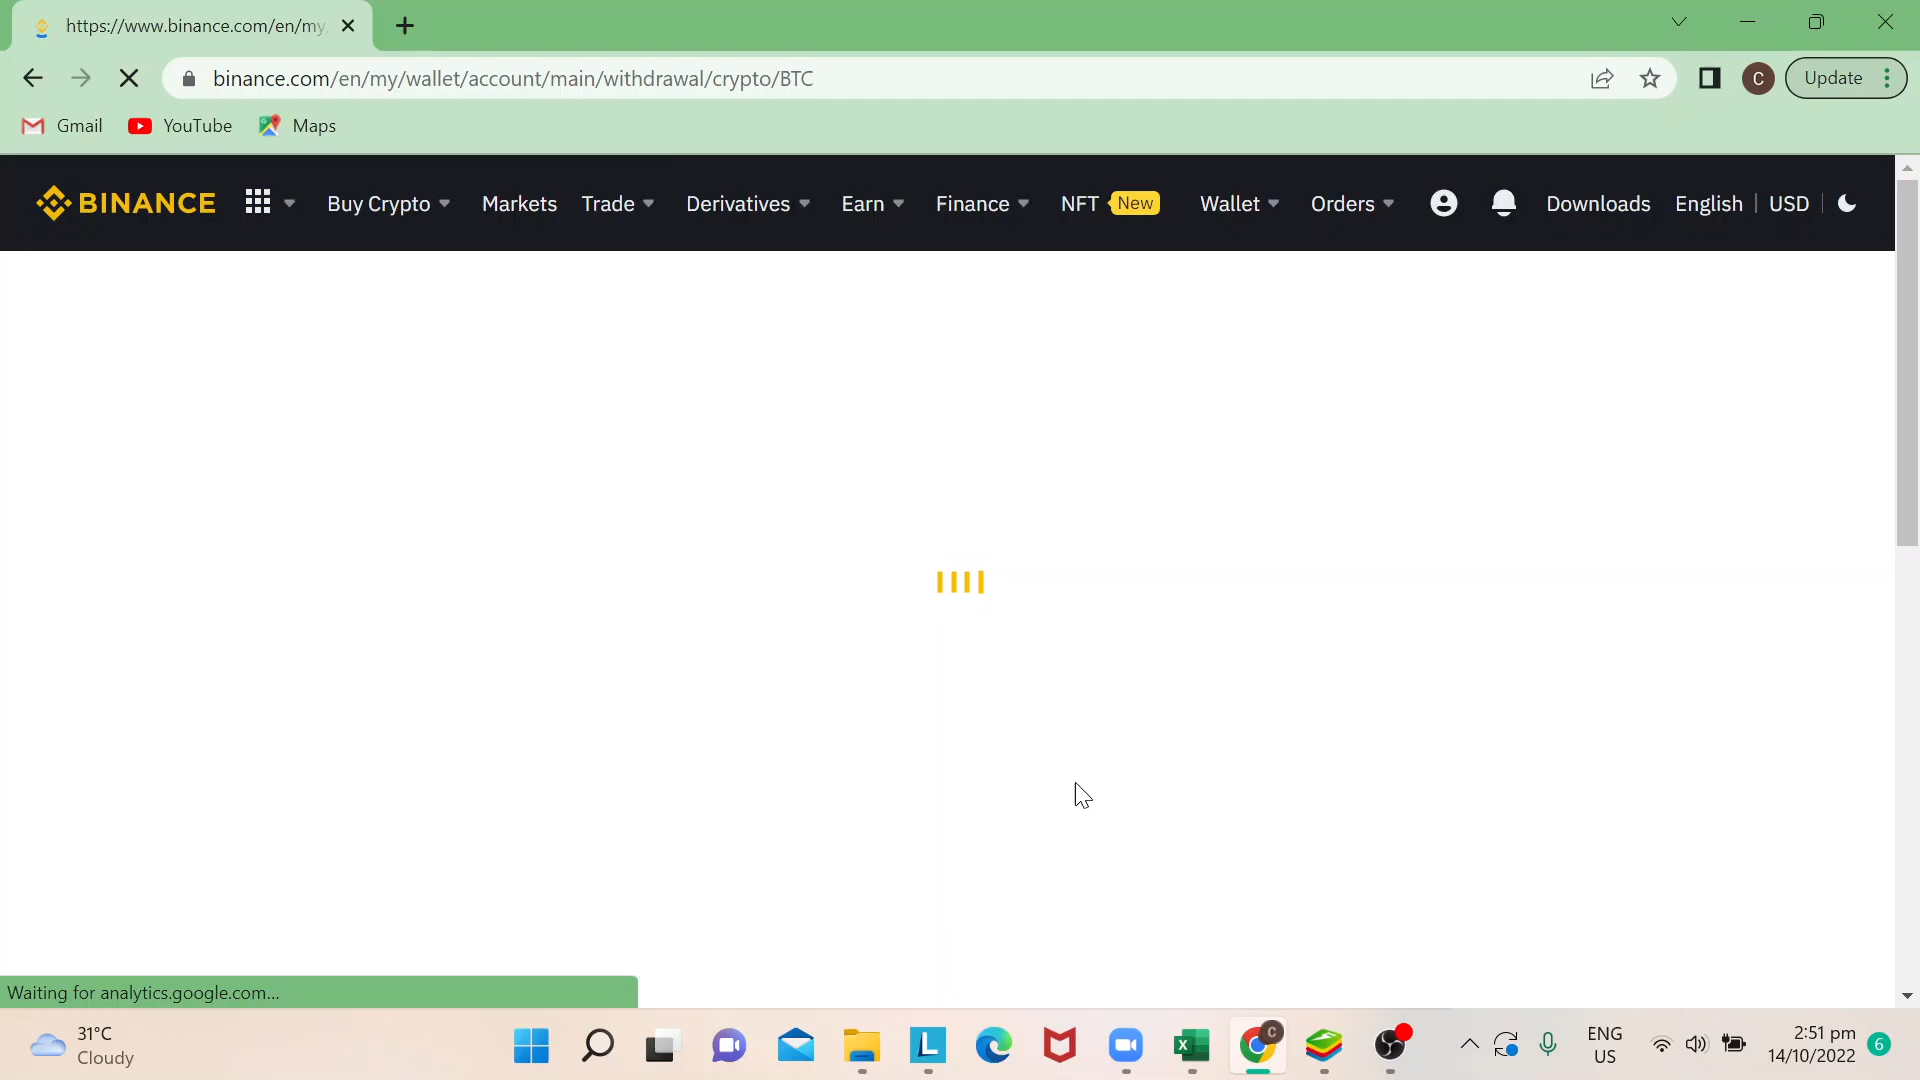 https://www.binance.com/en/my
binance.com/en/my/wallet/account/main/withdrawal/crypto/BTC
C
Update
Gmail
YouTube
Maps
BINANCE
Buy Crypto
Markets
Trade
Derivatives
Earn
Finance
NFT New
Wallet
Orders
Downloads
English | USD
Waiting for analytics.google.com...
31°C
Cloudy
L
X
C
ENG
US
2:51 pm
14/10/2022
6